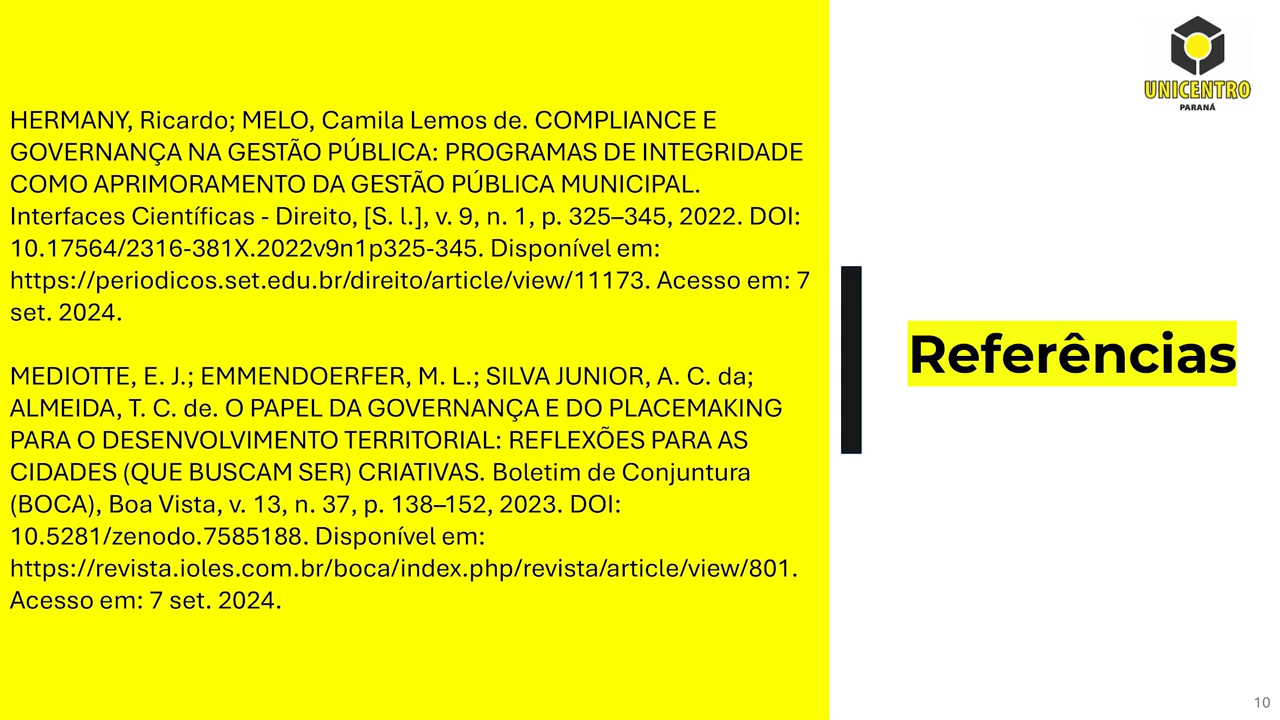 HERMANY, Ricardo; MELO, Camila Lemos de. COMPLIANCE E
GOVERNANÇA NA GESTÃO PÚBLICA: PROGRAMAS DE INTEGRIDADE
COMO APRIMORAMENTO DA GESTÃO PÚBLICA MUNICIPAL.
Interfaces Científicas - Direito, [S. l.], v. 9, n. 1, p. 325–345, 2022. DOI:
10.17564/2316-381X.2022v9n1p325-345. Disponível em:
https://periodicos.set.edu.br/direito/article/view/11173. Acesso em: 7
set. 2024.
MEDIOTTE, E. J.; EMMENDOERFER, M. L.; SILVA JUNIOR, A. C. da;
ALMEIDA, T. C. de. O PAPEL DA GOVERNANÇA E DO PLACEMAKING
PARA O DESENVOLVIMENTO TERRITORIAL: REFLEXÕES PARA AS
CIDADES (QUE BUSCAM SER) CRIATIVAS. Boletim de Conjuntura
(BOCA), Boa Vista, v. 13, n. 37, p. 138–152, 2023. DOI:
10.5281/zenodo.7585188. Disponível em:
https://revista.ioles.com.br/boca/index.php/revista/article/view/801.
Acesso em: 7 set. 2024.
UNICENTRO
PARANÁ
Referências
10